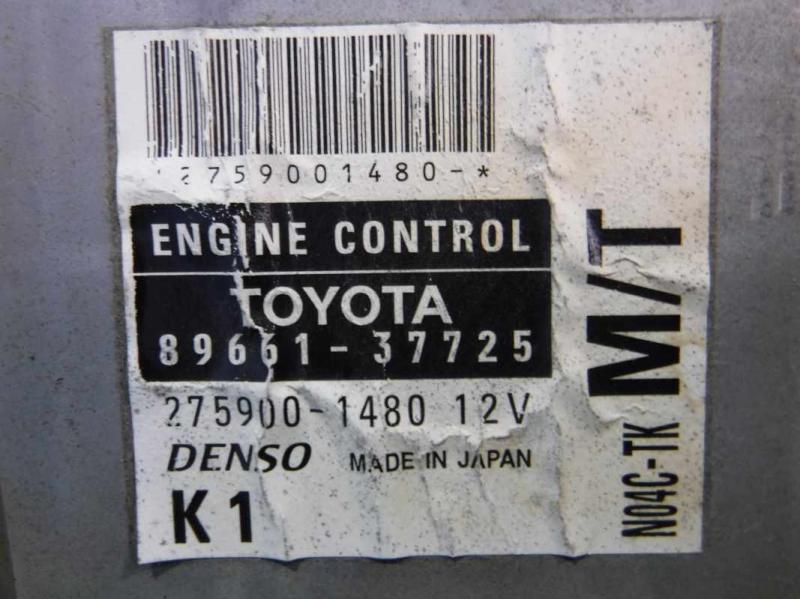 *2759001480-*
ENGINE CONTROL
TOYOTA
89661-37725
275900-1480 12V
DENSO MADE IN JAPAN
K1
M/T
N04C-TK